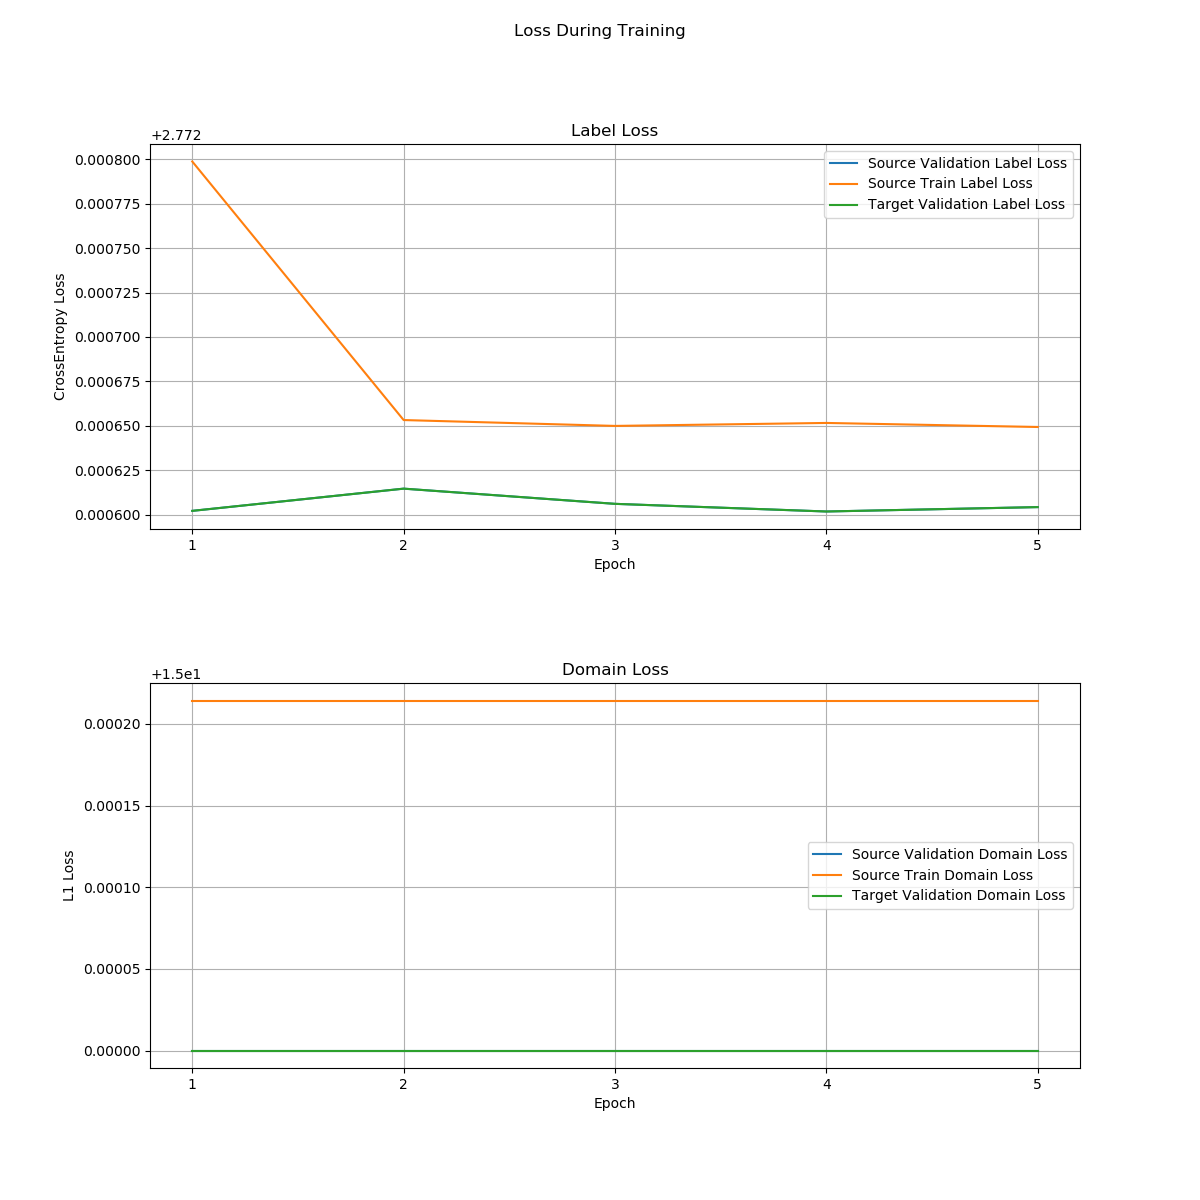 Loss During Training
Label Loss
+2.772
0.000800
0.000775
0.000750
0.000725
0.000700
0.000675
0.000650
0.000625
0.000600
CrossEntropy Loss
Source Validation Label Loss
Source Train Label Loss
Target Validation Label Loss
1 2 3 4 5
Epoch
Domain Loss
+1.5e1
0.00020
0.00015
0.00010
0.00005
0.00000
L1 Loss
Source Validation Domain Loss
Source Train Domain Loss
Target Validation Domain Loss
1 2 3 4 5
Epoch